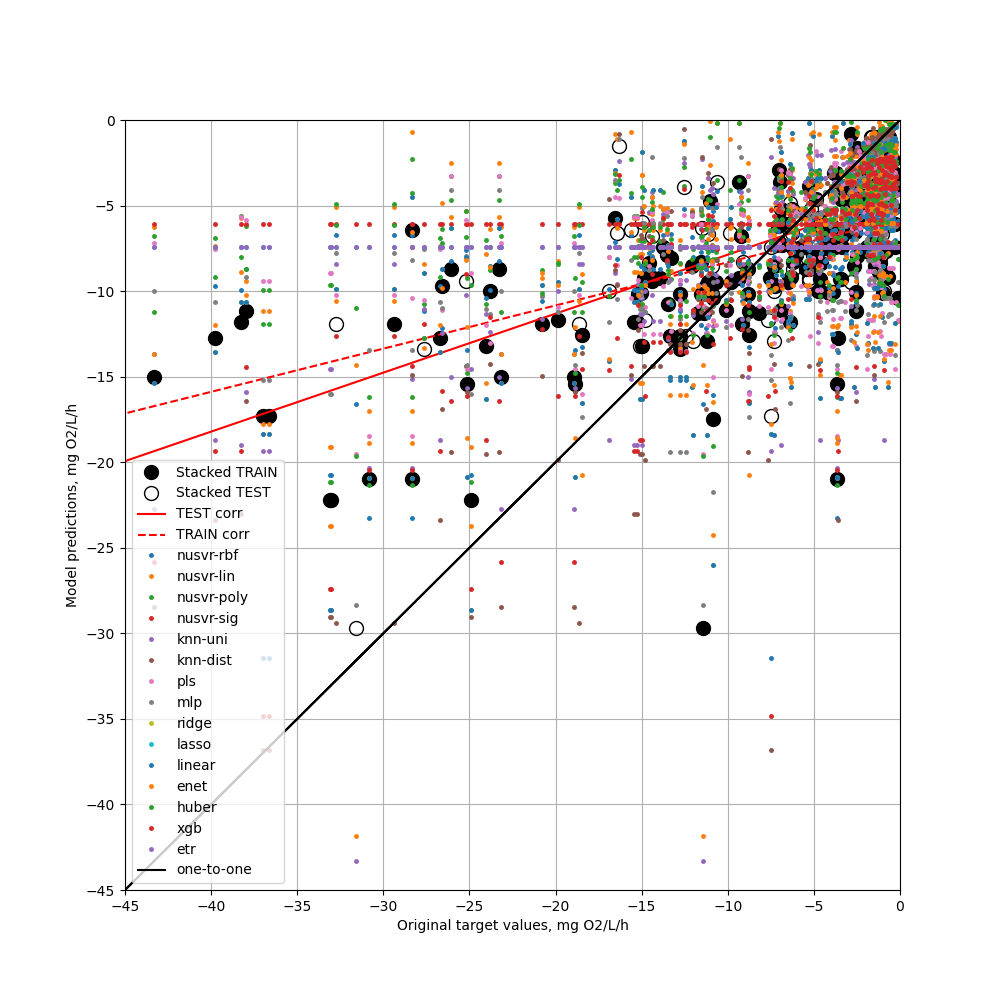 0
−5
−10
−15
−20
−25
−30
−35
−40
−45
Model predictions, mg O2/L/h
Stacked TRAIN
Stacked TEST
TEST corr
TRAIN corr
nusvr-rbf
nusvr-lin
nusvr-poly
nusvr-sig
knn-uni
knn-dist
pls
mlp
ridge
lasso
linear
enet
huber
xgb
etr
one-to-one
−45 −40 −35 −30 −25 −20 −15 −10 −5 0
Original target values, mg O2/L/h